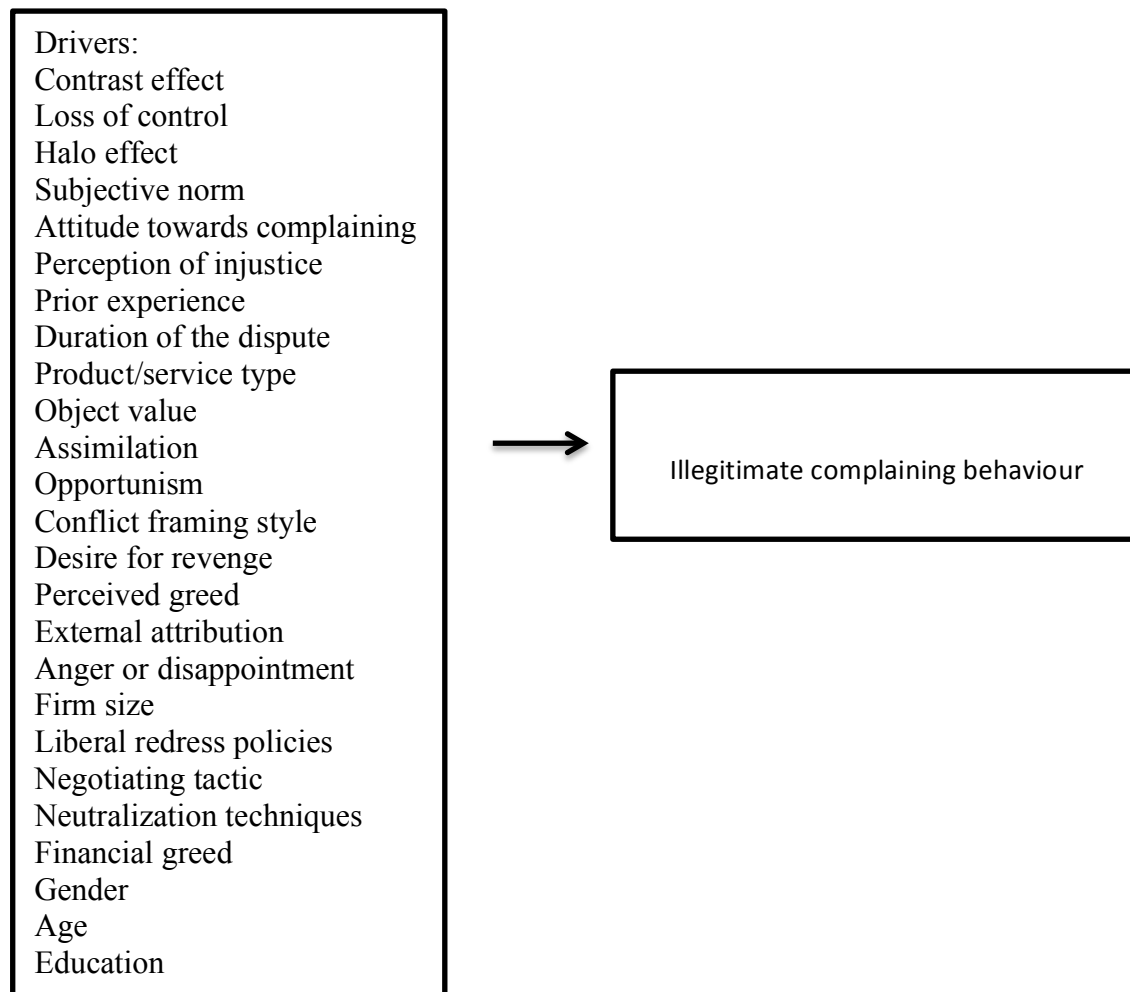 Drivers:
Contrast effect
Loss of control
Halo effect
Subjective norm
Attitude towards complaining
Perception of injustice
Prior experience
Duration of the dispute
Product/service type
Object value
Assimilation
Opportunism
Conflict framing style
Desire for revenge
Perceived greed
External attribution
Anger or disappointment
Firm size
Liberal redress policies
Negotiating tactic
Neutralization techniques
Financial greed
Gender
Age
Education
Illegitimate complaining behaviour